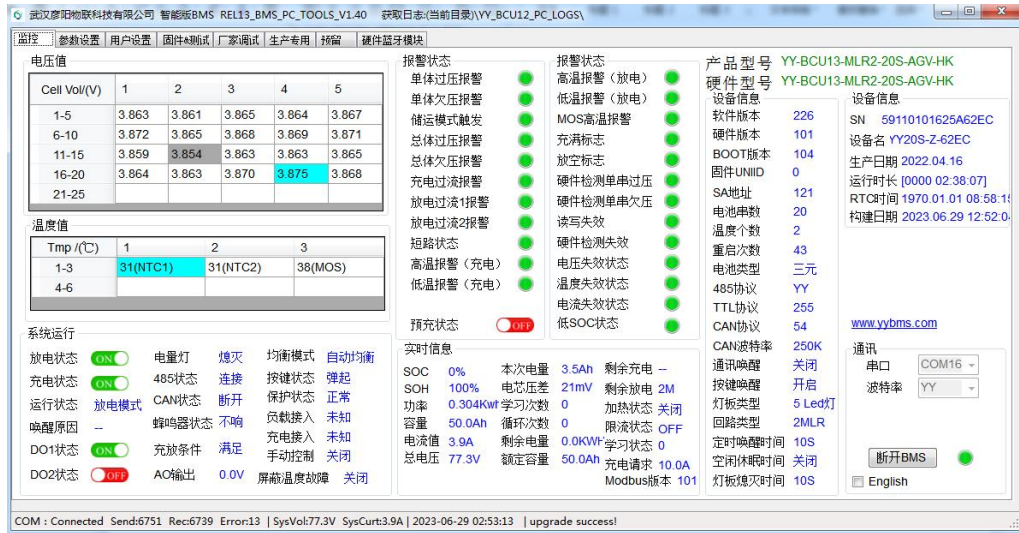 武汉彦阳物联科技有限公司 智能版BMS REL13_BMS_PC_TOOLS_V1.40 获取日志:(当前目录)\YY_BCU12_PC_LOGS\
监控 参数设置 用户设置 固件&测试 厂家调试 生产专用 预留 硬件蓝牙模块
电压值
Cell Vol/(V) 1 2 3 4 5
1-5 3.863 3.861 3.865 3.864 3.867
6-10 3.872 3.865 3.868 3.869 3.871
11-15 3.859 3.854 3.863 3.863 3.865
16-20 3.864 3.863 3.870 3.875 3.868
21-25
温度值
Tmp /(℃) 1 2 3
1-3 31(NTC1) 31(NTC2) 38(MOS)
4-6
系统运行
放电状态 ON 电量灯 熄灭 均衡模式 自动均衡
充电状态 ON 485状态 连接 按键状态 弹起
运行状态 放电模式 CAN状态 断开 保护状态 正常
唤醒原因 -- 蜂鸣器状态 不响 负载接入 未知
充电接入 未知
DO1状态 ON 充放条件 满足 手动控制 关闭
DO2状态 OFF AO输出 0.0V 屏蔽温度故障 关闭
报警状态
单体过压报警
单体欠压报警
储运模式触发
总体过压报警
总体欠压报警
充电过流报警
放电过流1报警
放电过流2报警
短路状态
高温报警（充电）
低温报警（充电）
预充状态 OFF
报警状态
高温报警（放电）
低温报警（放电）
MOS高温报警
充满标志
放空标志
硬件检测单串过压
硬件检测单串欠压
读写失效
硬件检测失效
电压失效状态
温度失效状态
电流失效状态
低SOC状态
实时信息
SOC 0% 本次电量 3.5Ah 剩余充电 --
SOH 100% 电芯压差 21mV 剩余放电 2M
功率 0.304Kwh 学习次数 0 加热状态 关闭
容量 50.0Ah 循环次数 0 限流状态 OFF
电流值 3.9A 剩余电量 0.0KWH 学习状态 0
总电压 77.3V 额定容量 50.0Ah 充电请求 10.0A
Modbus版本 101
产品型号 YY-BCU13-MLR2-20S-AGV-HK
硬件型号 YY-BCU13-MLR2-20S-AGV-HK
设备信息
软件版本 226
硬件版本 101
BOOT版本 104
固件UNIID 0
SA地址 121
电池串数 20
温度个数 2
重启次数 43
电池类型 三元
485协议 YY
TTL协议 255
CAN协议 54
CAN波特率 250K
通讯唤醒 关闭
按键唤醒 开启
灯板类型 5 Led灯
回路类型 2MLR
定时唤醒时间 10S
空闲休眠时间 关闭
灯板熄灭时间 10S
设备信息
SN 59110101625A62EC
设备名 YY20S-Z-62EC
生产日期 2022.04.16
运行时长 [0000 02:38:07]
RTC时间 1970.01.01 08:58:1
构建日期 2023.06.29 12:52:0
www.yybms.com
通讯
串口 COM16
波特率 YY
断开BMS
English
COM : Connected Send:6751 Rec:6739 Error:13 | SysVol:77.3V SysCurt:3.9A | 2023-06-29 02:53:13 | upgrade success!